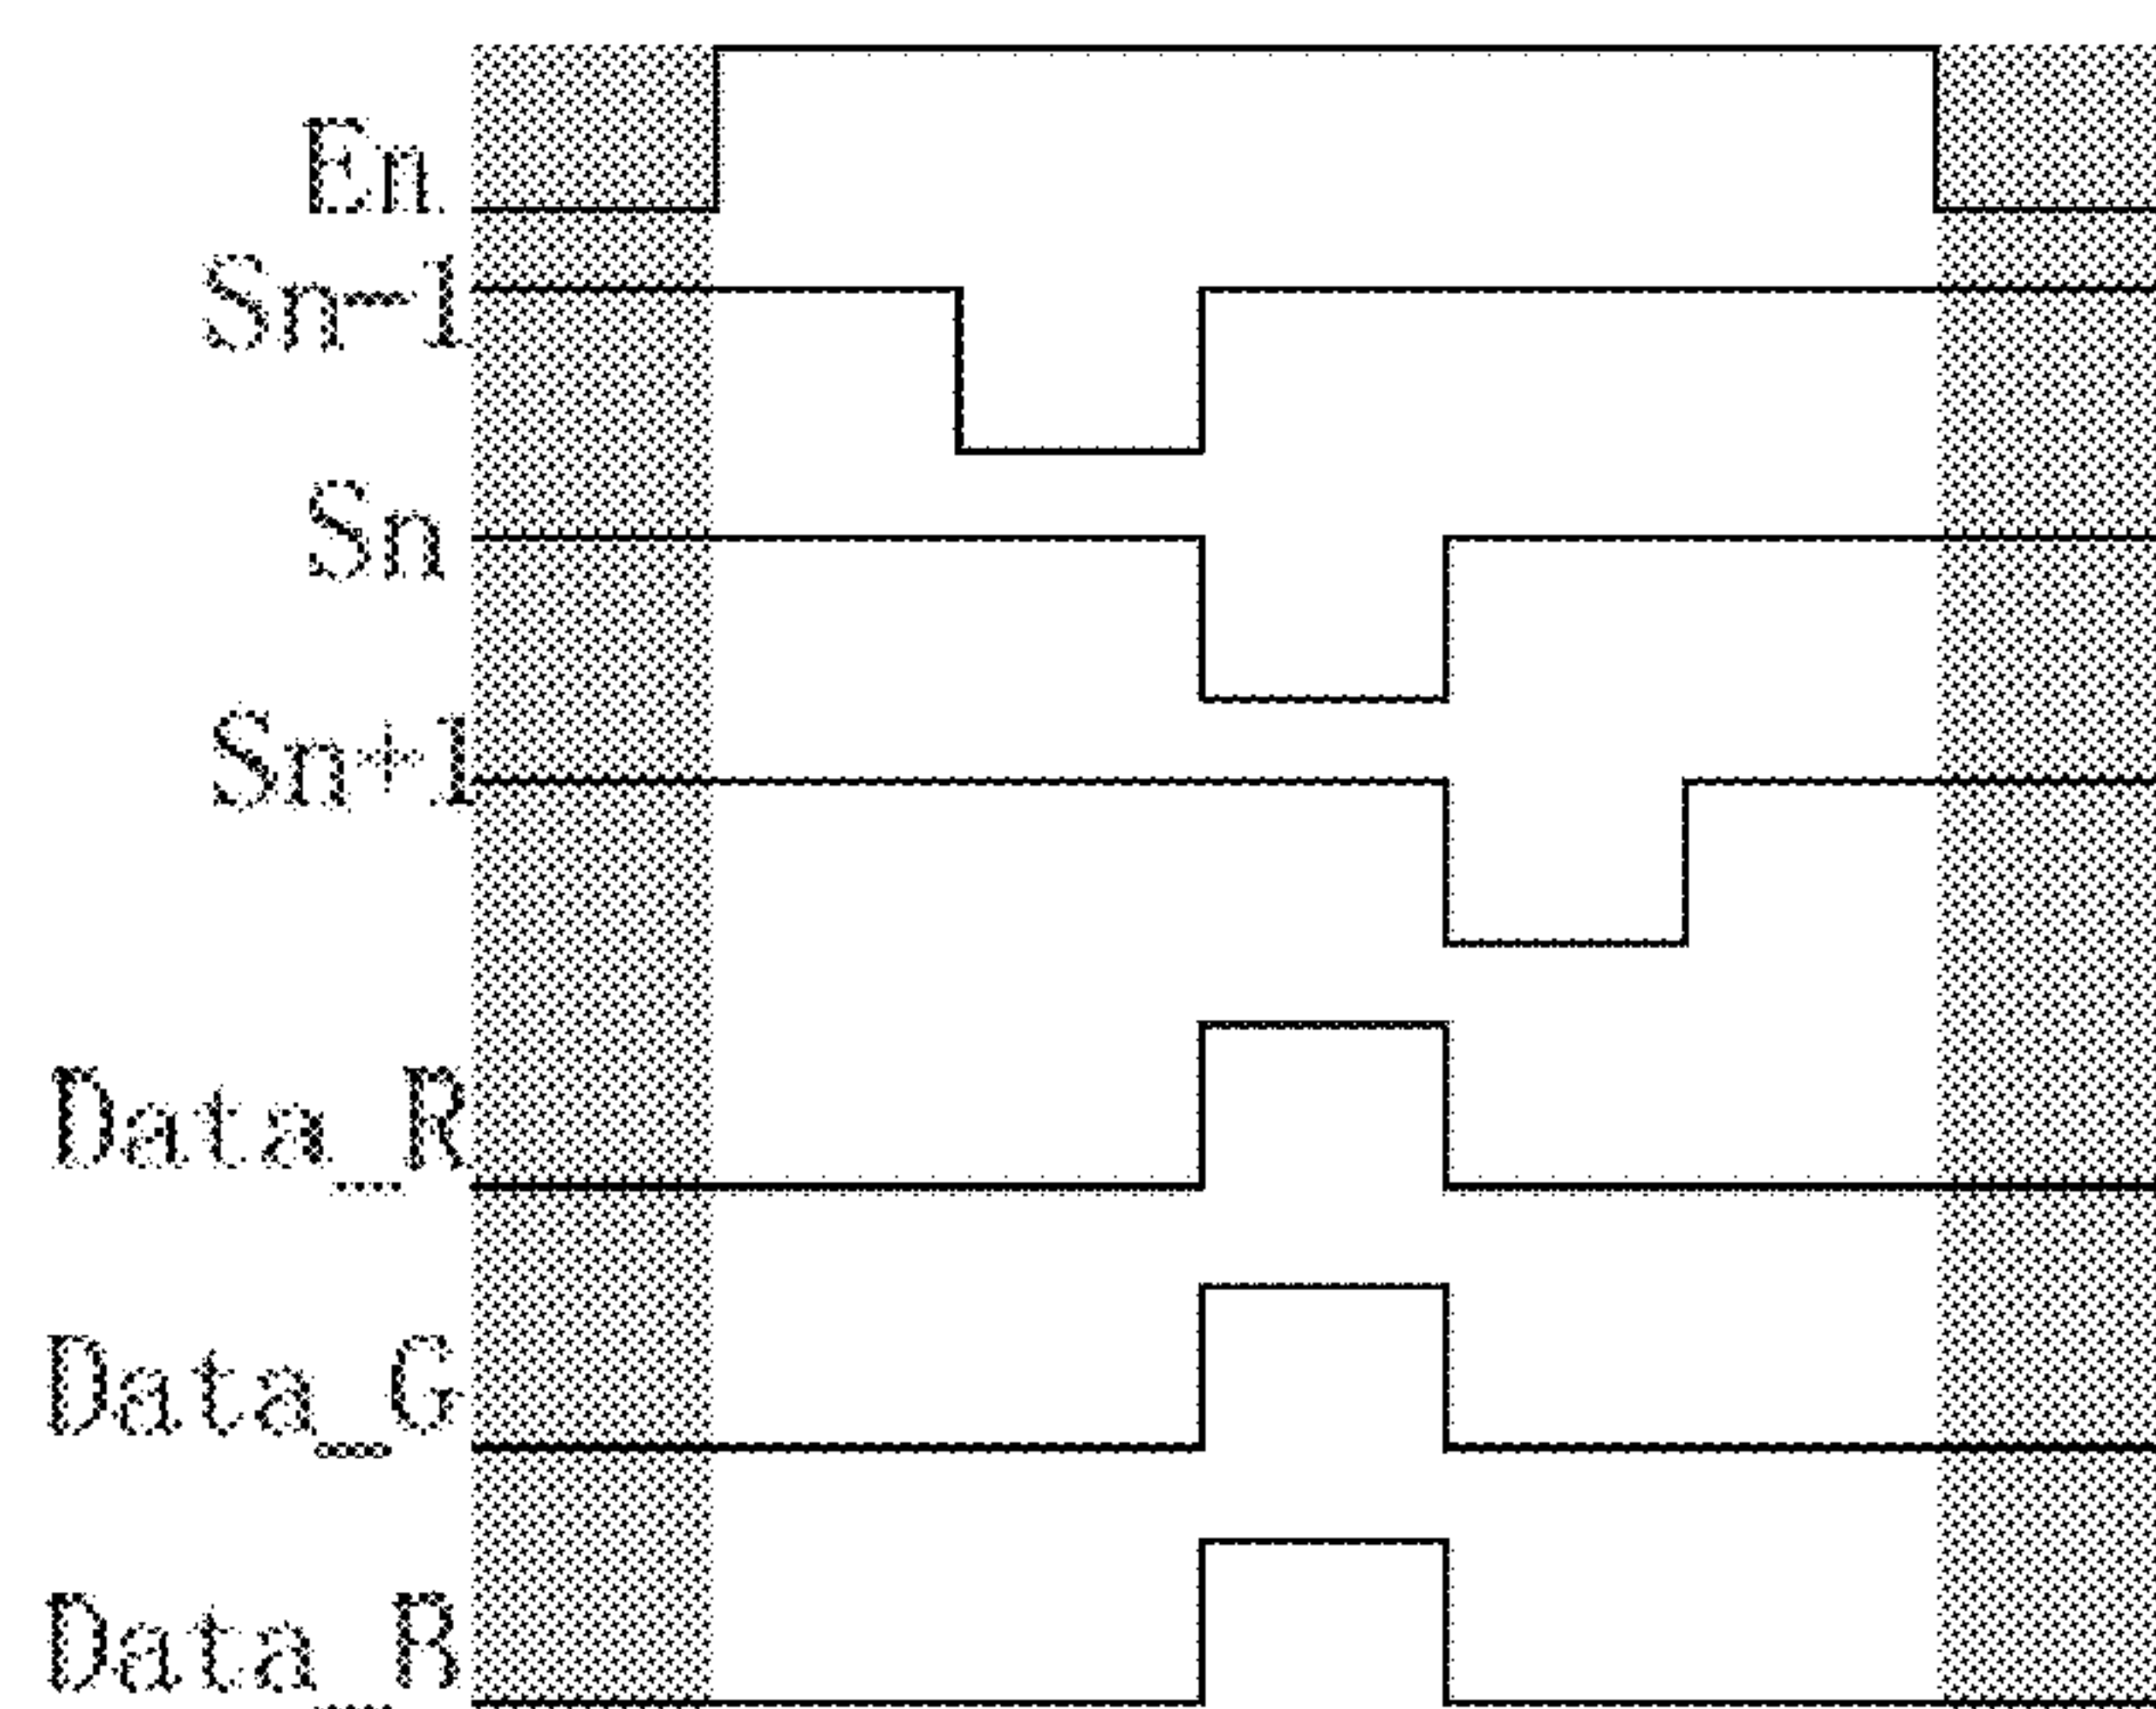 En
Sn-1
Sn
Sn+1
Data_R
Data_G
Data_R